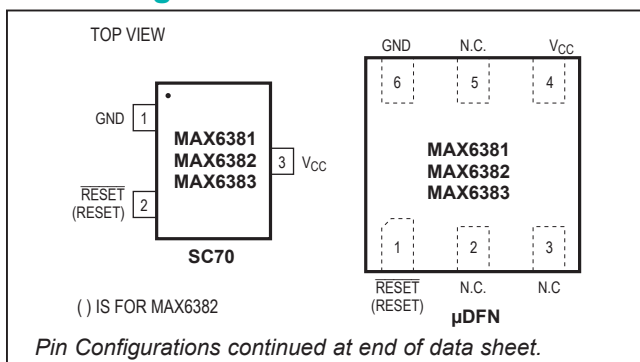 TOP VIEW
GND
1
RESET
(RESET)
2
MAX6381
MAX6382
MAX6383
3
VCC
SC70
( ) IS FOR MAX6382
GND
N.C.
VCC
6
5
4
MAX6381
MAX6382
MAX6383
1
2
3
RESET
(RESET)
N.C.
N.C
µDFN
Pin Configurations continued at end of data sheet.